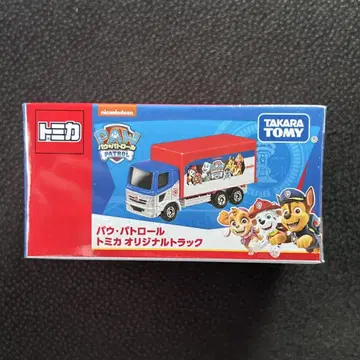 nickelodeon
トミカ
PAW
パウ・パトロール
PATROL
TAKARA
TOMY
パウ・パトロール
トミカ オリジナルトラック